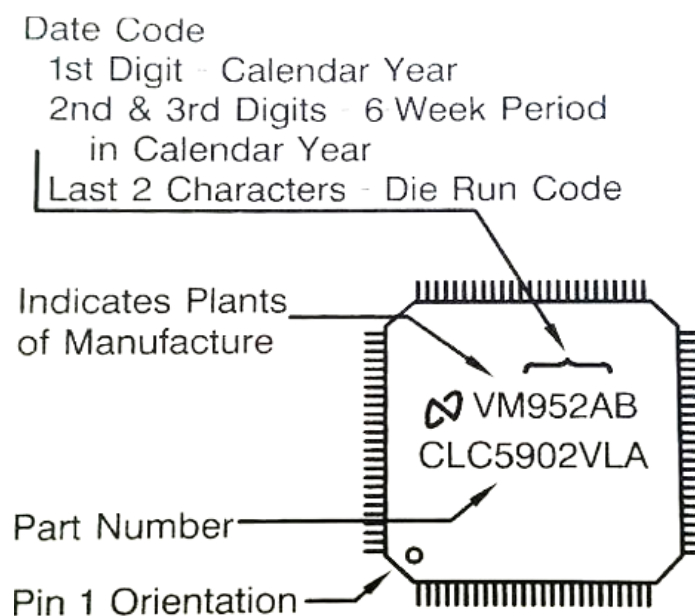 Date Code
1st Digit - Calendar Year
2nd & 3rd Digits - 6 Week Period
in Calendar Year
Last 2 Characters - Die Run Code
Indicates Plants
of Manufacture
VM952AB
CLC5902VLA
Part Number
Pin 1 Orientation